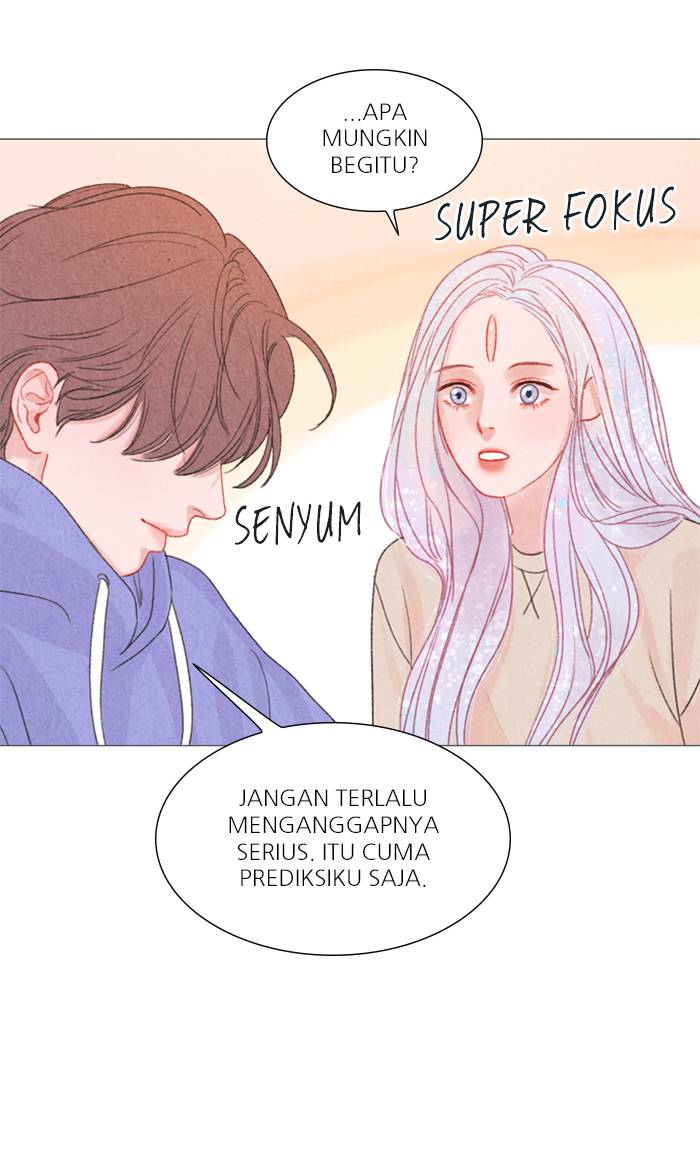 ...APA
MUNGKIN
BEGITU?
SUPER FOKUS
SENYUM
JANGAN TERLALU
MENGANGGAPNYA
SERIUS. ITU CUMA
PREDIKSIKU SAJA.